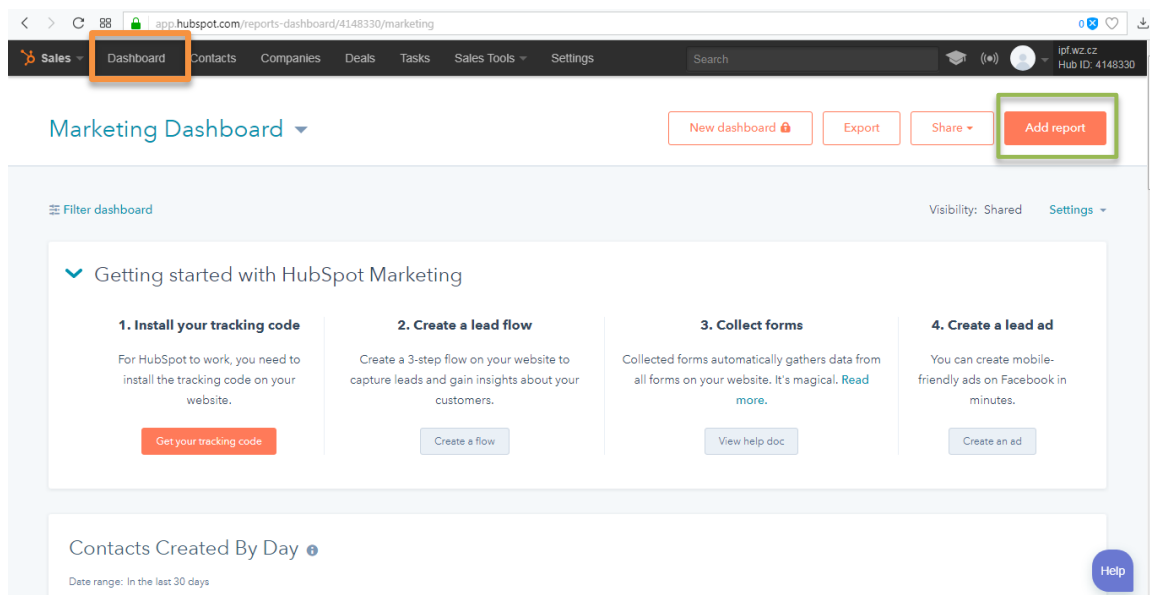 app.hubspot.com/reports-dashboard/4148330/marketing 0
Sales Dashboard Contacts Companies Deals Tasks Sales Tools Settings Search ipf.wz.cz
Hub ID: 4148330
Marketing Dashboard New dashboard Export Share Add report
Filter dashboard Visibility: Shared Settings
Getting started with HubSpot Marketing
1. Install your tracking code
For HubSpot to work, you need to
install the tracking code on your
website.
Get your tracking code
2. Create a lead flow
Create a 3-step flow on your website to
capture leads and gain insights about your
customers.
Create a flow
3. Collect forms
Collected forms automatically gathers data from
all forms on your website. It's magical. Read
more.
View help doc
4. Create a lead ad
You can create mobile-
friendly ads on Facebook in
minutes.
Create an ad
Contacts Created By Day
Date range: In the last 30 days
Help